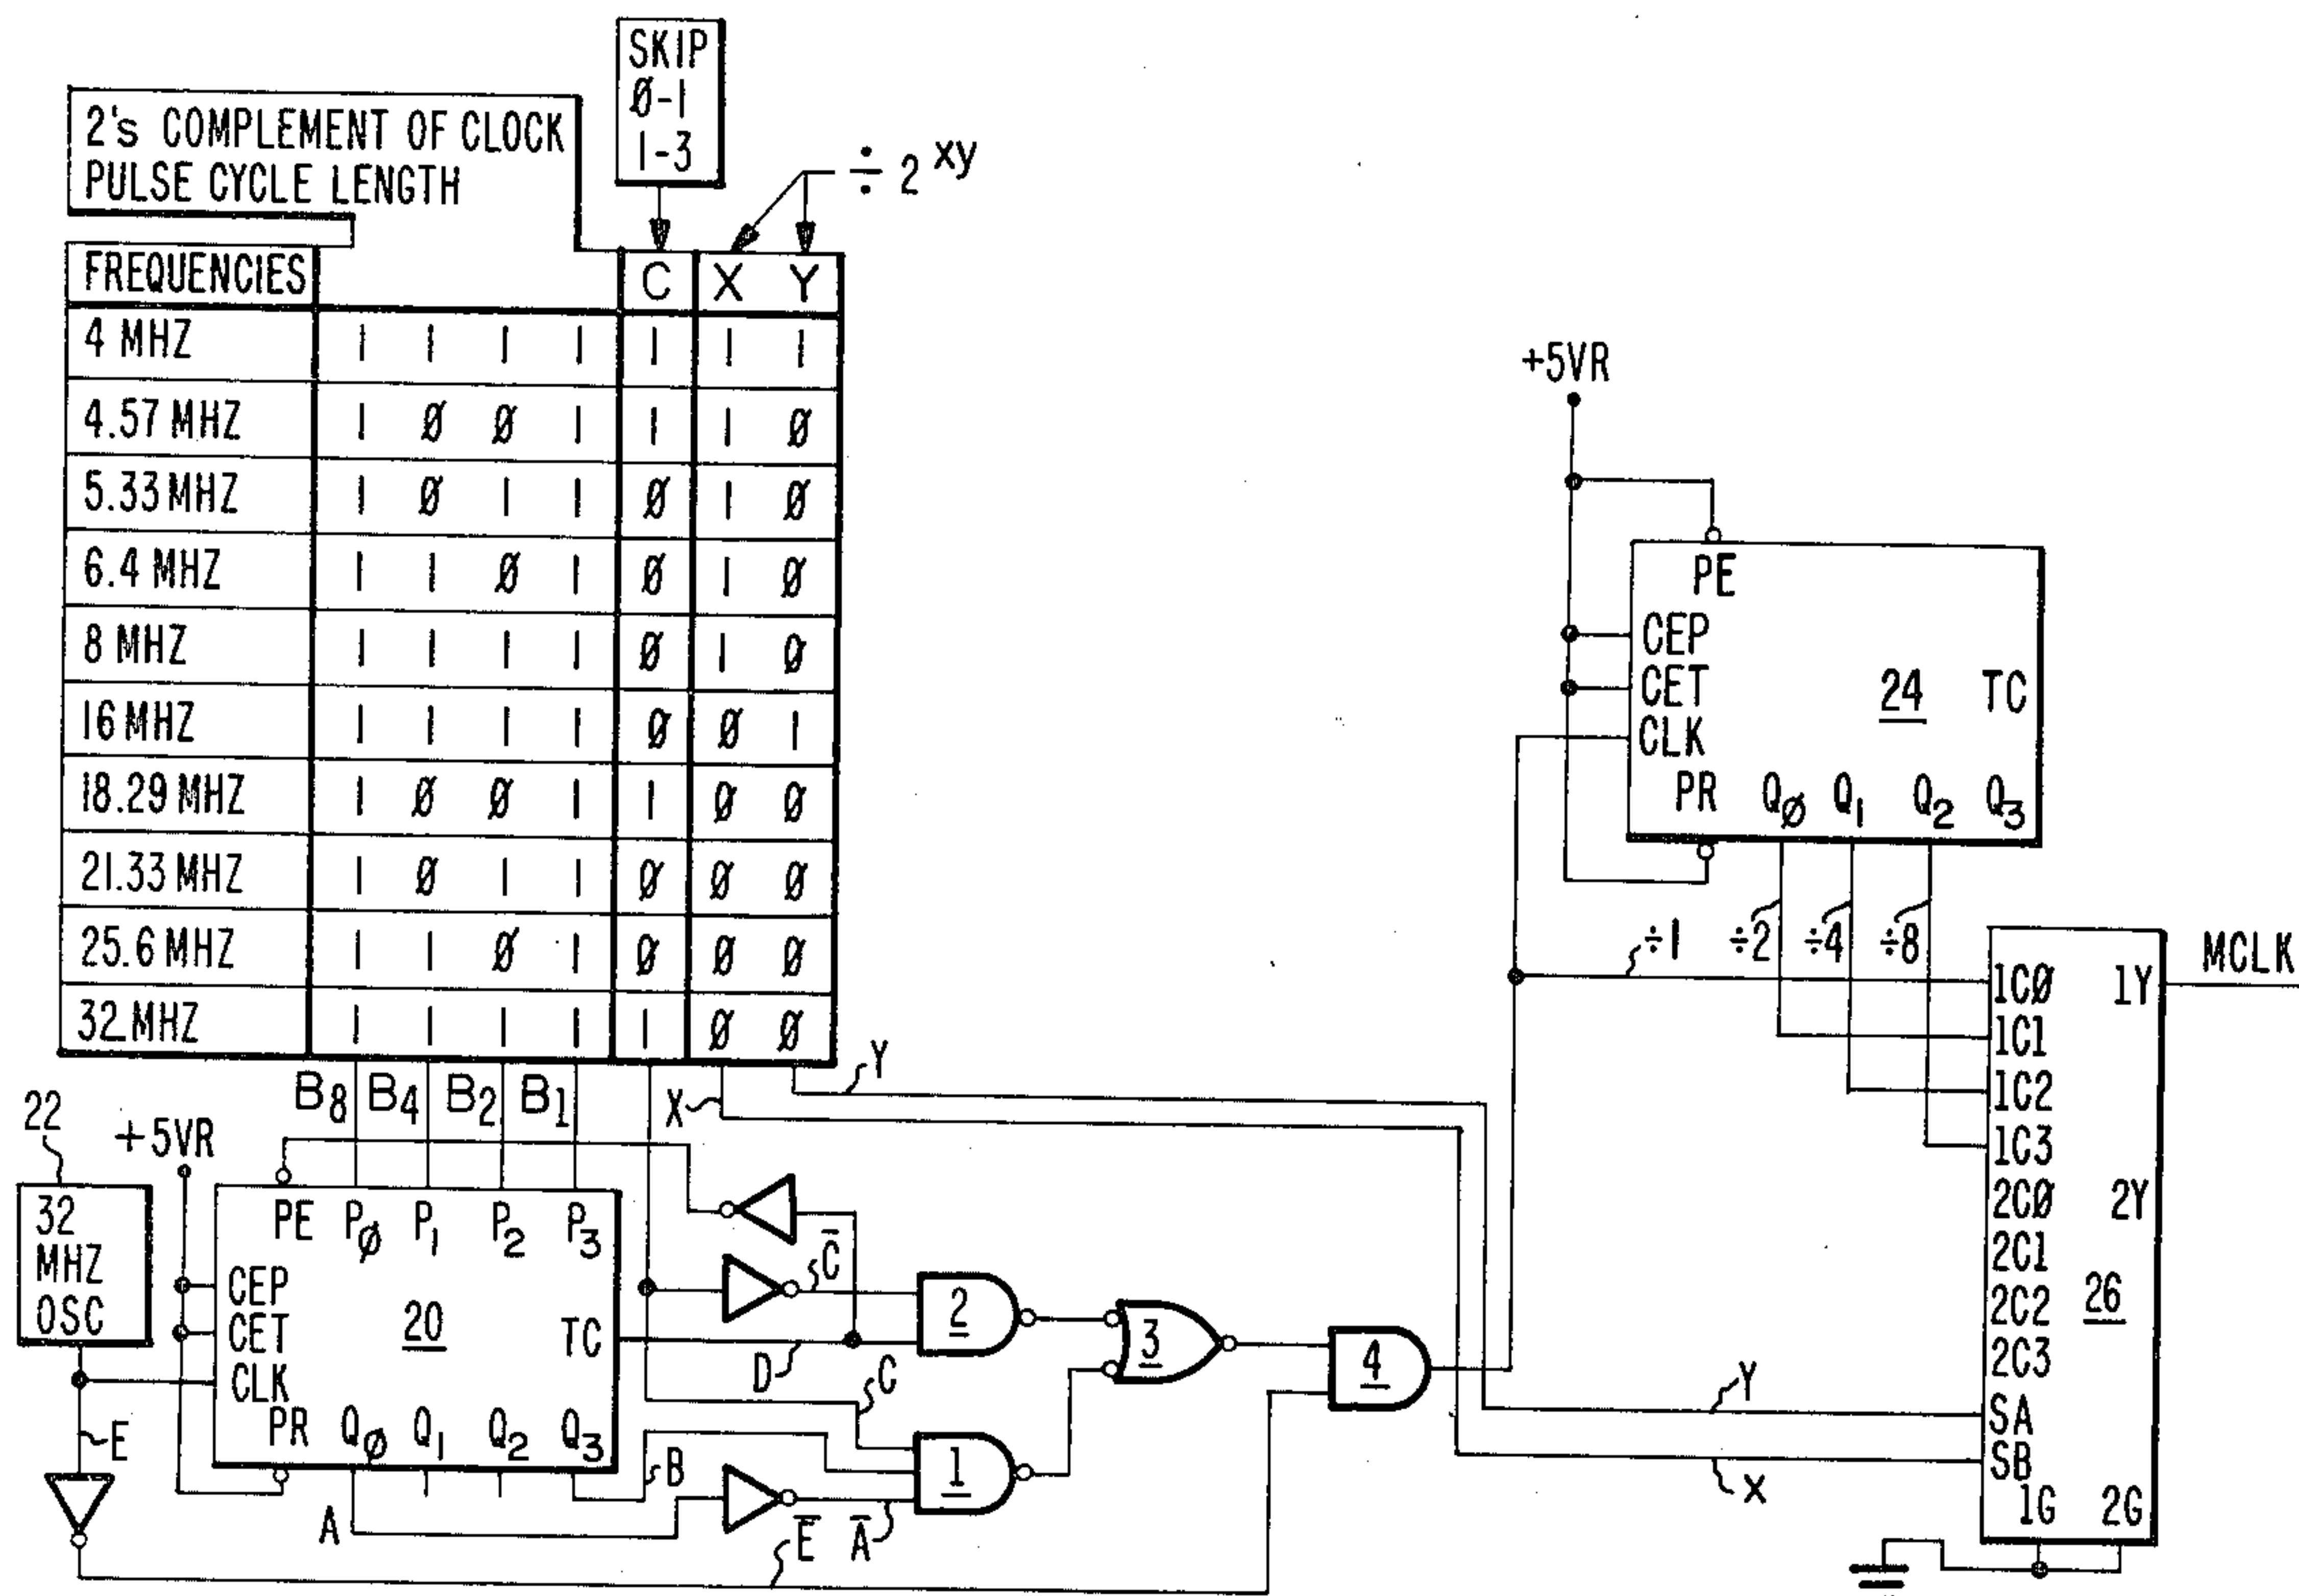 SKIP
Ø-1
1-3
2's COMPLEMENT OF CLOCK
PULSE CYCLE LENGTH
÷ 2 xy
FREQUENCIES C X Y
4 MHZ 1 1 1 1 1 1 1
4.57 MHZ 1 Ø Ø 1 1 1 Ø
5.33 MHZ 1 Ø 1 1 Ø 1 Ø
6.4 MHZ 1 1 Ø 1 Ø 1 Ø
8 MHZ 1 1 1 1 Ø 1 Ø
16 MHZ 1 1 1 1 Ø Ø 1
18.29 MHZ 1 Ø Ø 1 1 Ø Ø
21.33 MHZ 1 Ø 1 1 Ø Ø Ø
25.6 MHZ 1 1 Ø 1 Ø Ø Ø
32 MHZ 1 1 1 1 1 Ø Ø
B8 B4 B2 B1 X Y
22
+5VR
32
MHZ
OSC
E
PE PØ P1 P2 P3
CEP
CET
CLK
20
TC
PR QØ Q1 Q2 Q3
A
B
D
C
C̄
Ā
Ē
2
1
3
4
+5VR
PE
CEP
CET
CLK
24
TC
PR QØ Q1 Q2 Q3
÷1 ÷2 ÷4 ÷8
MCLK
1CØ 1Y
1C1
1C2
1C3
2CØ 2Y
2C1
2C2 26
2C3
SA
SB
1G 2G
Y
X